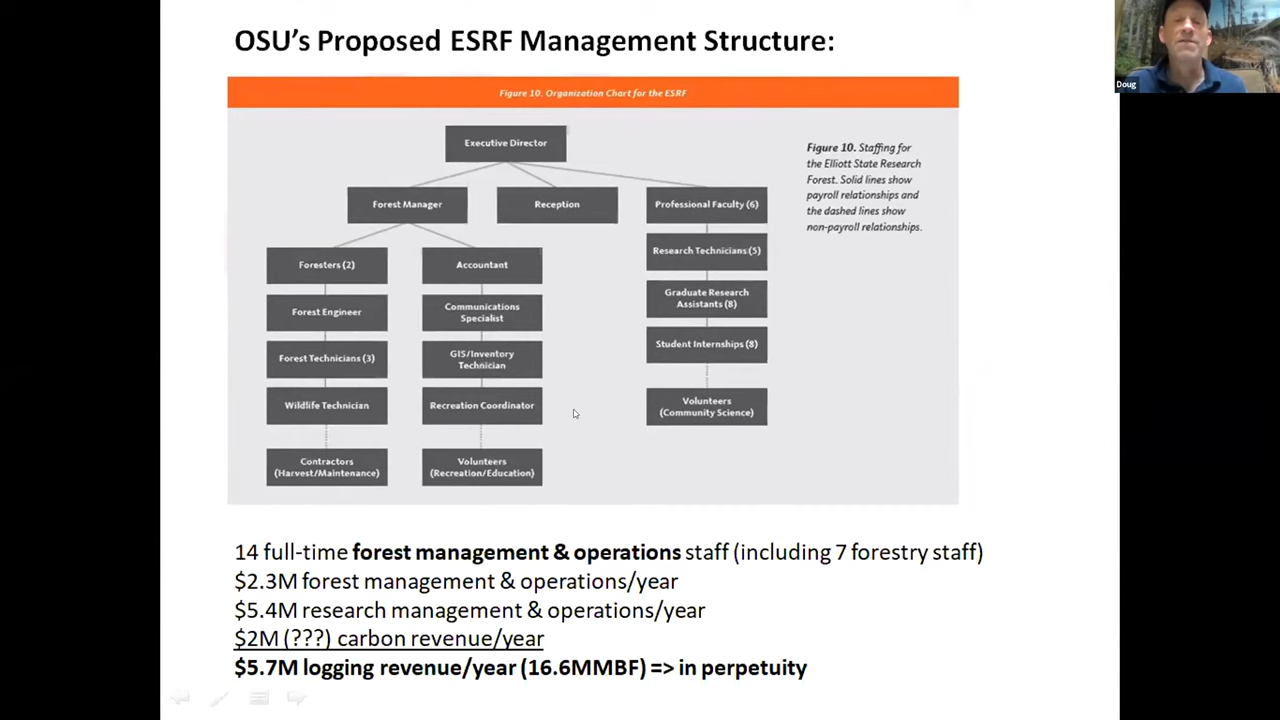 OSU's Proposed ESRF Management Structure:
Doug
Figure 10. Organization Chart for the ESRF
Executive Director
Figure 10. Staffing for
the Elliott State Research
Forest. Solid lines show
payroll relationships and
the dashed lines show
non-payroll relationships.
Forest Manager
Reception
Professional Faculty (6)
Research Technicians (5)
Foresters (2)
Accountant
Graduate Research
Assistants (8)
Forest Engineer
Communications
Specialist
Student Internships (8)
Forest Technicians (3)
GIS/Inventory
Technician
Wildlife Technician
Recreation Coordinator
Volunteers
(Community Science)
Contractors
(Harvest/Maintenance)
Volunteers
(Recreation/Education)
14 full-time forest management & operations staff (including 7 forestry staff)
$2.3M forest management & operations/year
$5.4M research management & operations/year
$2M (???) carbon revenue/year
$5.7M logging revenue/year (16.6MMBF) => in perpetuity